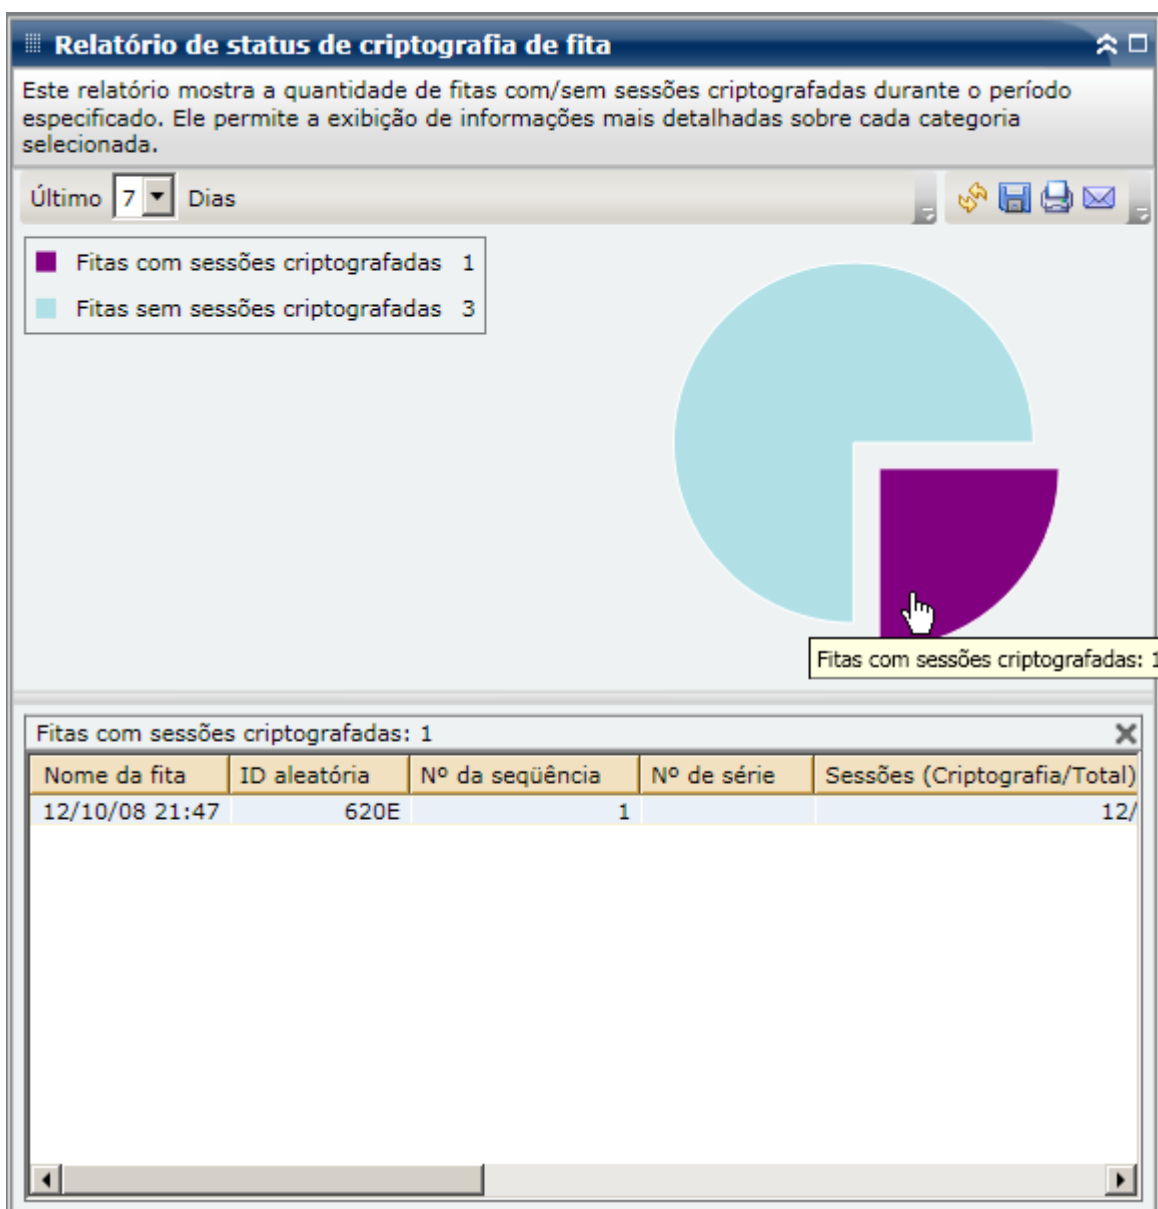 Relatório de status de criptografia de fita
Este relatório mostra a quantidade de fitas com/sem sessões criptografadas durante o período
especificado. Ele permite a exibição de informações mais detalhadas sobre cada categoria
selecionada.
Último 7 Dias
Fitas com sessões criptografadas 1
Fitas sem sessões criptografadas 3
Fitas com sessões criptografadas: 1
Fitas com sessões criptografadas: 1
Nome da fita ID aleatória Nº da seqüência Nº de série Sessões (Criptografia/Total)
12/10/08 21:47 620E 1 12/